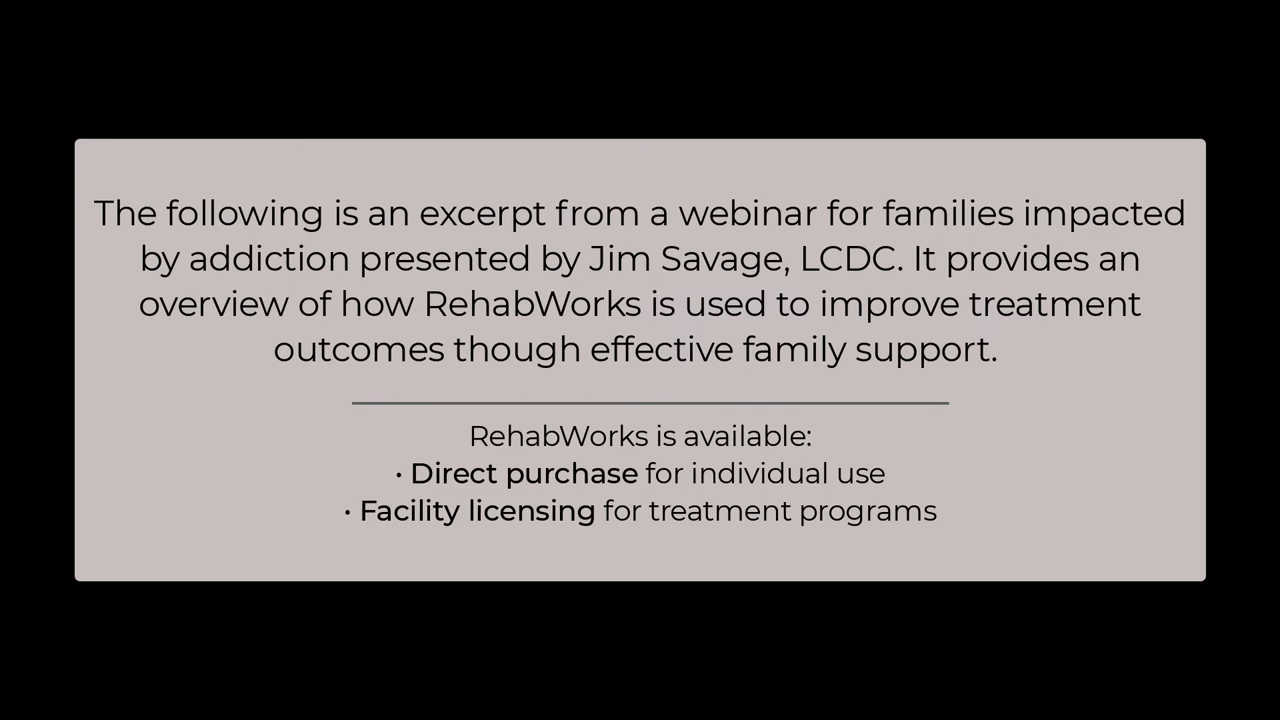 The following is an excerpt from a webinar for families impacted
by addiction presented by Jim Savage, LCDC. It provides an
overview of how RehabWorks is used to improve treatment
outcomes though effective family support.
RehabWorks is available:
• Direct purchase for individual use
• Facility licensing for treatment programs